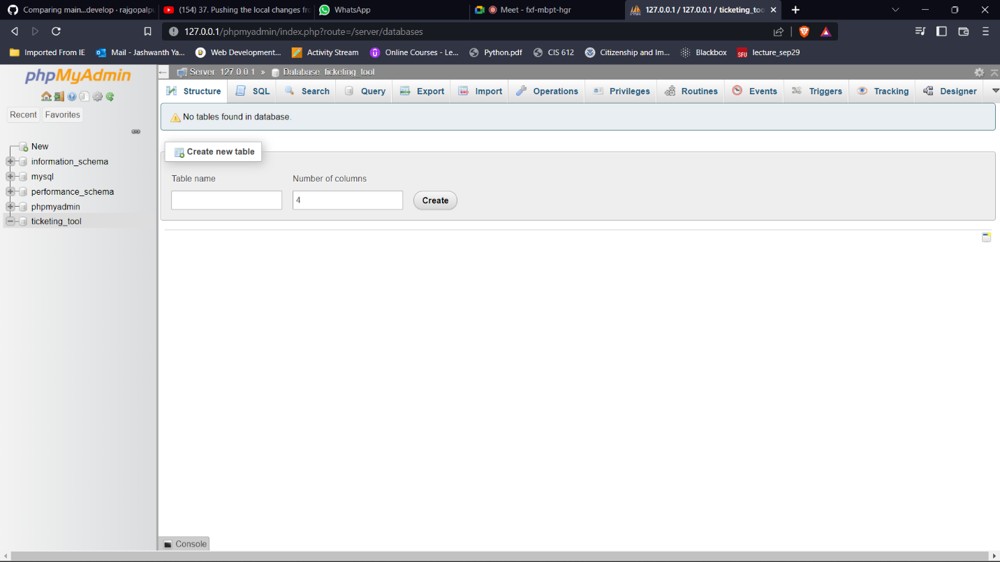 Comparing main...develop · rajgopalpu
(154) 37. Pushing the local changes fro
WhatsApp
Meet - fxf-mbpt-hgr
127.0.0.1 / 127.0.0.1 / ticketing_too
127.0.0.1/phpmyadmin/index.php?route=/server/databases
Imported From IE
Mail - Jashwanth Ya...
Web Development...
Activity Stream
Online Courses - Le...
Python.pdf
CIS 612
Citizenship and Im...
Blackbox
SFU
lecture_sep29
phpMyAdmin
Recent
Favorites
New
information_schema
mysql
performance_schema
phpmyadmin
ticketing_tool
Server: 127.0.0.1 » Database: ticketing_tool
Structure
SQL
Search
Query
Export
Import
Operations
Privileges
Routines
Events
Triggers
Tracking
Designer
No tables found in database.
Create new table
Table name
Number of columns
4
Create
Console